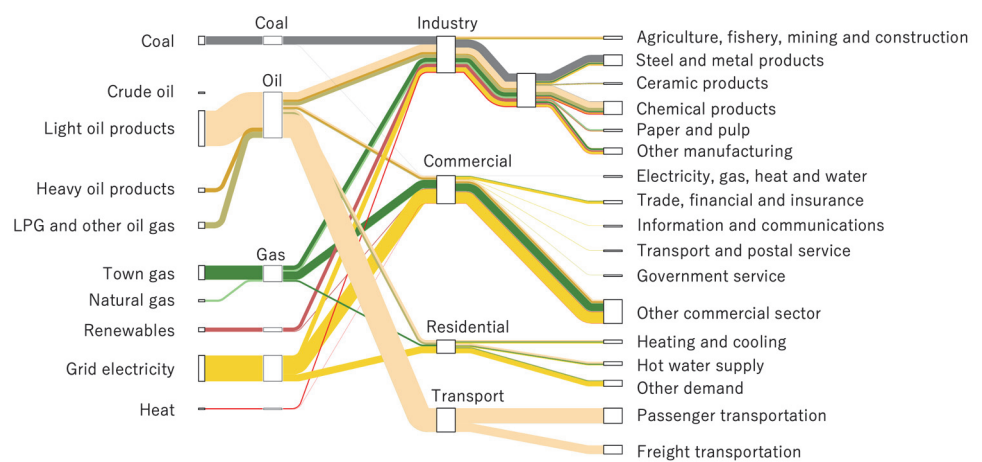 Coal
Crude oil
Light oil products
Heavy oil products
LPG and other oil gas
Town gas
Natural gas
Renewables
Grid electricity
Heat
Coal
Oil
Gas
Industry
Commercial
Residential
Transport
Agriculture, fishery, mining and construction
Steel and metal products
Ceramic products
Chemical products
Paper and pulp
Other manufacturing
Electricity, gas, heat and water
Trade, financial and insurance
Information and communications
Transport and postal service
Government service
Other commercial sector
Heating and cooling
Hot water supply
Other demand
Passenger transportation
Freight transportation